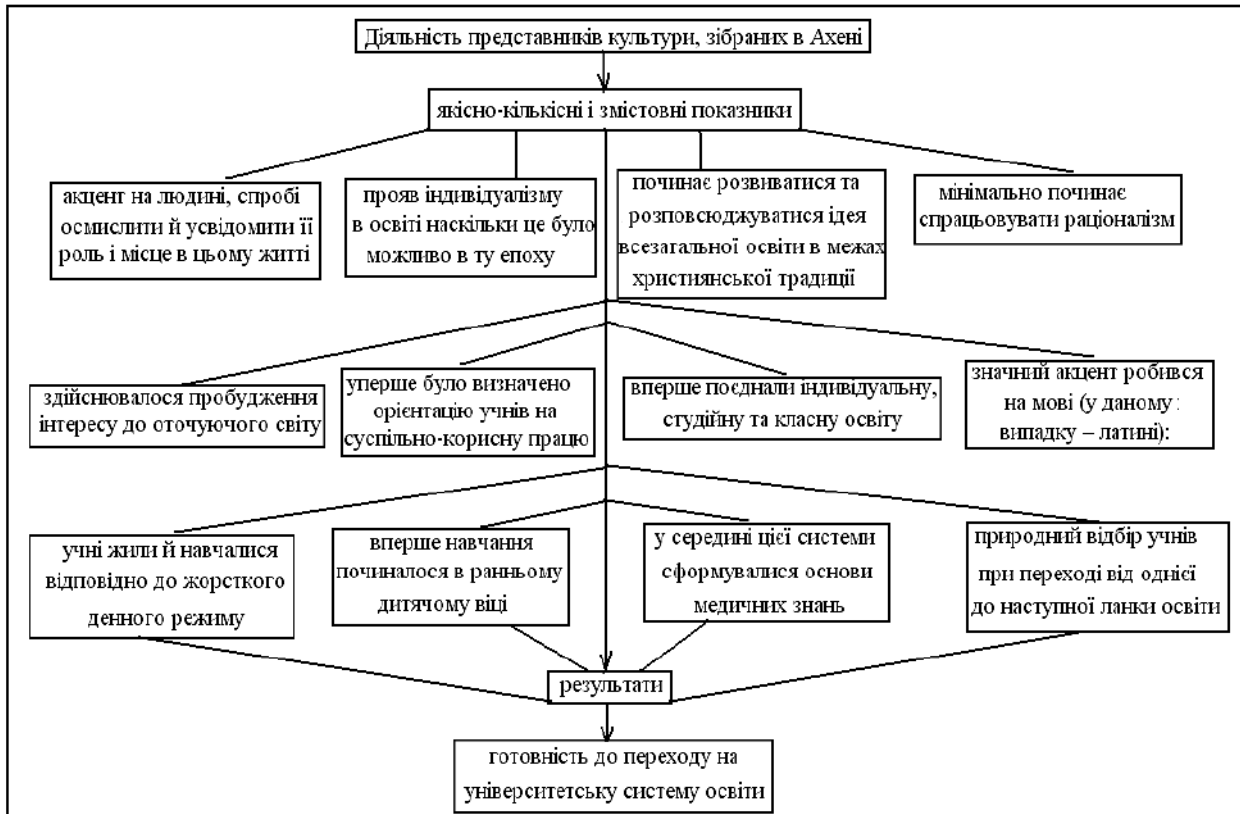 Діяльність представників культури, зібраних в Ахені
якісно-кількісні і змістовні показники
акцент на людині, спробі
осмислити й усвідомити її
роль і місце в цьому житті
прояв індивідуалізму
в освіті наскільки це було
можливо в ту епоху
починає розвиватися та
розповсюджуватися ідея
всезагальної освіти в межах
християнської традиції
мінімально починає
спрацьовувати раціоналізм
здійснювалося пробудження
інтересу до оточуючого світу
уперше було визначено
орієнтацію учнів на
суспільно-корисну працю
вперше поєднали індивідуальну,
студійну та класну освіту
значний акцент робився
на мові (у даному :
випадку – латині):
учні жили й навчалися
відповідно до жорсткого
денного режиму
вперше навчання
починалося в ранньому
дитячому віці
у середині цієї системи
сформувалися основи
медичних знань
природний відбір учнів
при переході від однієї
до наступної ланки освіти
результати
готовність до переходу на
університетську систему освіти